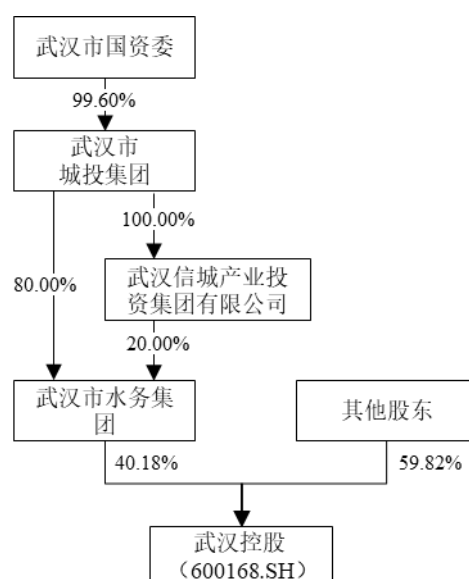 武汉市国资委
99.60%
武汉市
城投集团
100.00%
80.00%
武汉信城产业投
资集团有限公司
20.00%
武汉市水务集
团
其他股东
40.18%
59.82%
武汉控股
（600168.SH）